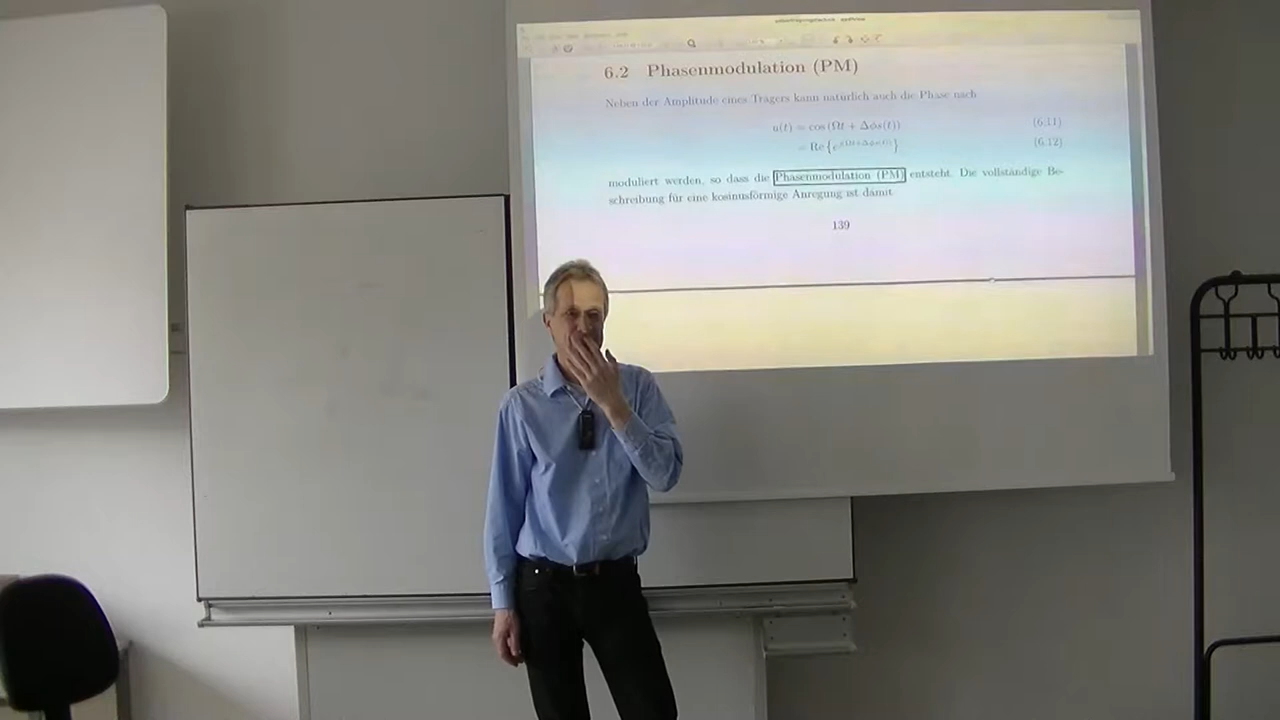 6.2 Phasenmodulation (PM)
Neben der Amplitude eines Trägers kann natürlich auch die Phase nach
u(t) = cos (Ωt + Δϕs(t)) (6.11)
= Re { } (6.12)
moduliert werden, so dass die Phasenmodulation (PM) entsteht. Die vollständige Be-
schreibung für eine kosinusförmige Anregung ist damit
139